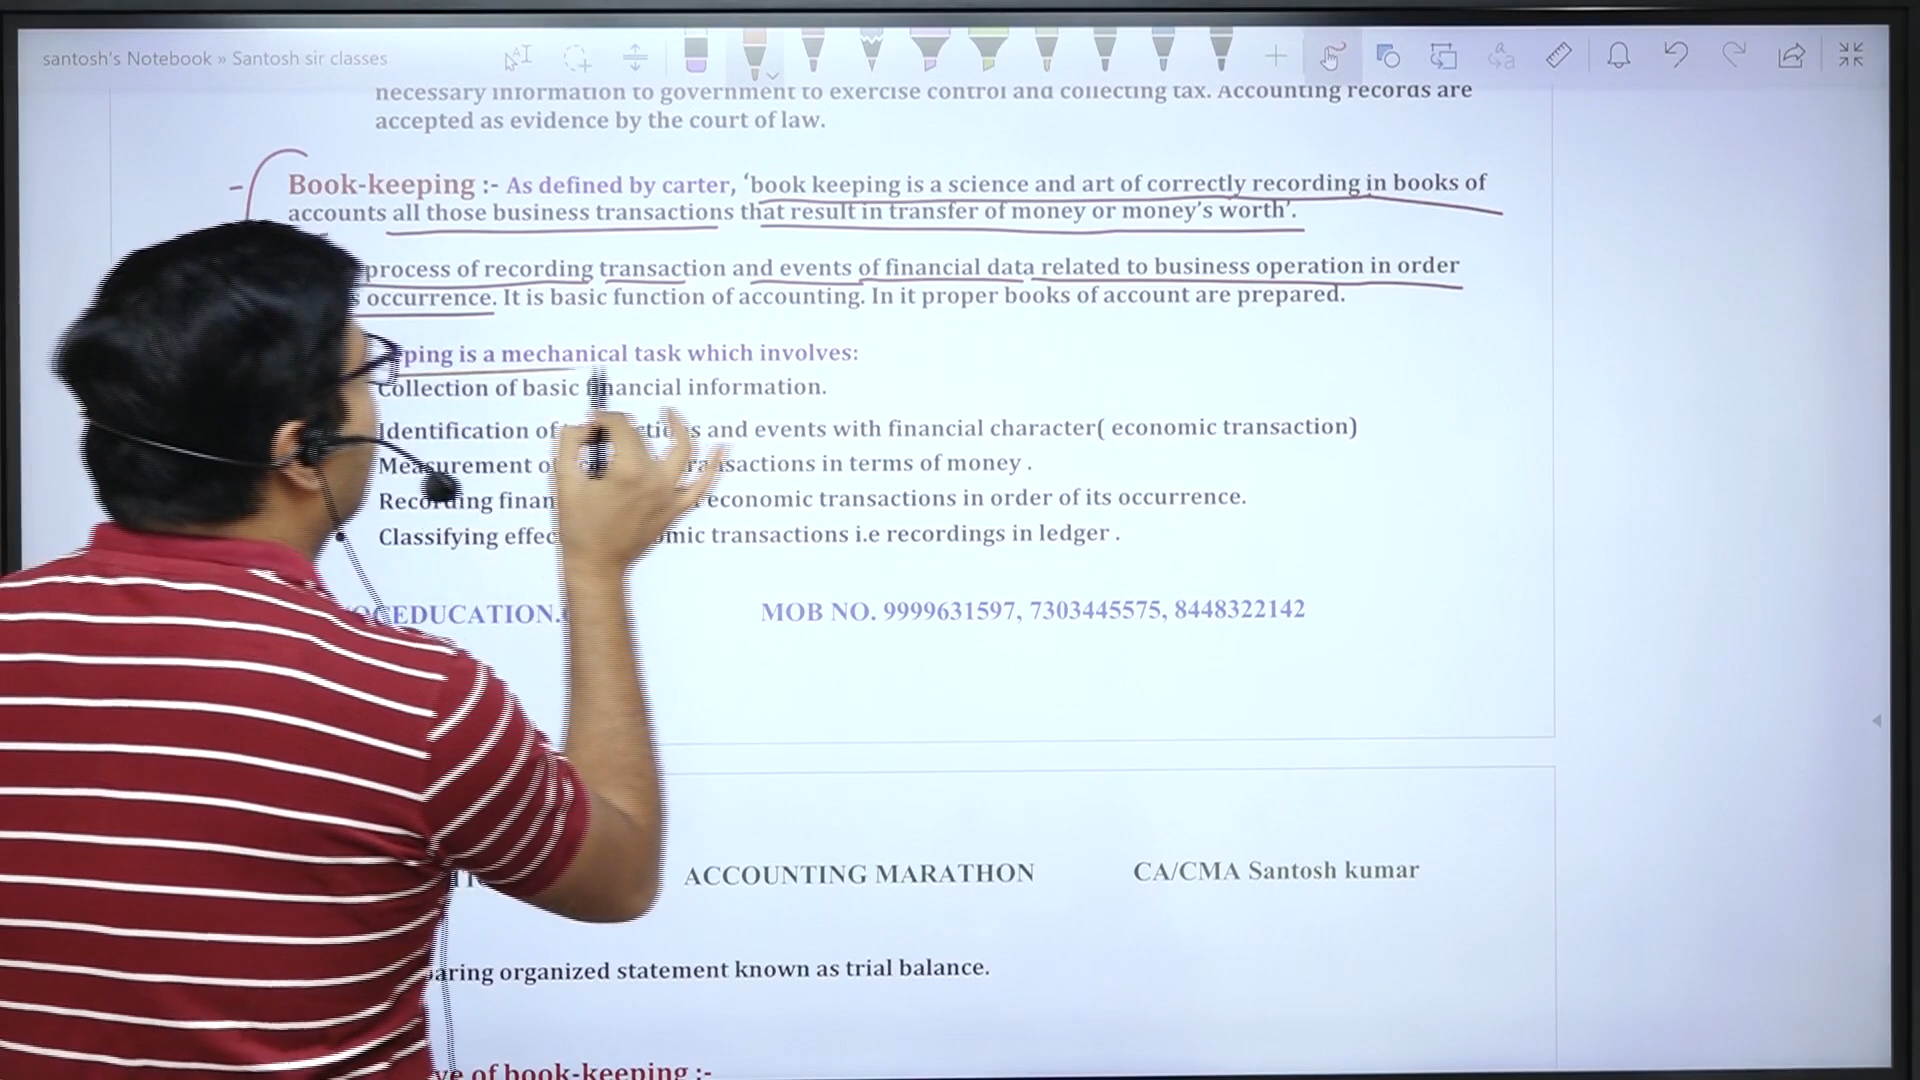 santosh's Notebook » Santosh sir classes
necessary information to government to exercise control and collecting tax. Accounting records are
accepted as evidence by the court of law.
Book-keeping :- As defined by carter, ‘book keeping is a science and art of correctly recording in books of
accounts all those business transactions that result in transfer of money or money's worth’.
process of recording transaction and events of financial data related to business operation in order
occurrence. It is basic function of accounting. In it proper books of account are prepared.
is a mechanical task which involves:
Collection of basic financial information.
Identification of and events with financial character( economic transaction)
Measurement transactions in terms of money .
Recording economic transactions in order of its occurrence.
Classifying transactions i.e recordings in ledger .
MOB NO. 9999631597, 7303445575, 8448322142
ACCOUNTING MARATHON CA/CMA Santosh kumar
organized statement known as trial balance.
of book-keeping :-